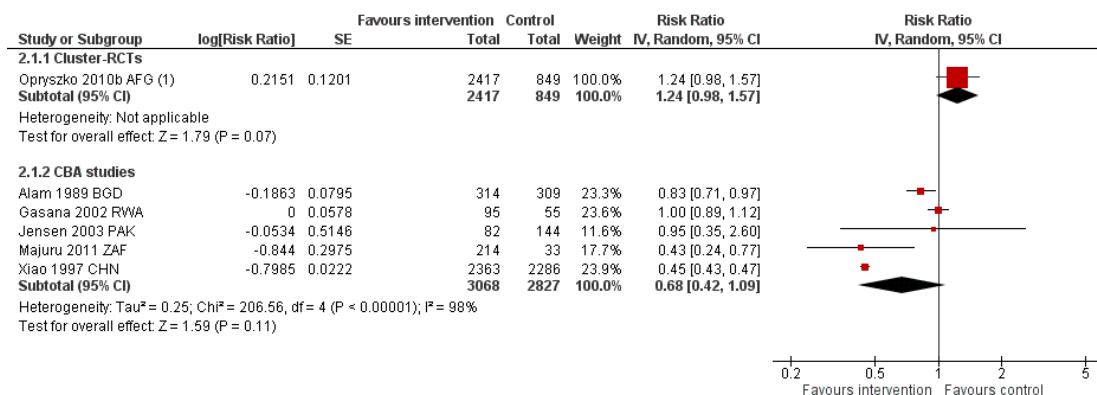 Favours intervention Control Risk Ratio Risk Ratio
Study or Subgroup log[Risk Ratio] SE Total Total Weight IV, Random, 95% CI IV, Random, 95% CI
2.1.1 Cluster-RCTs
Opryszko 2010b AFG (1) 0.2151 0.1201 2417 849 100.0% 1.24 [0.98, 1.57]
Subtotal (95% CI) 2417 849 100.0% 1.24 [0.98, 1.57]
Heterogeneity: Not applicable
Test for overall effect: Z = 1.79 (P = 0.07)
2.1.2 CBA studies
Alam 1989 BGD -0.1863 0.0795 314 309 23.3% 0.83 [0.71, 0.97]
Gasana 2002 RWA 0 0.0578 95 55 23.6% 1.00 [0.89, 1.12]
Jensen 2003 PAK -0.0534 0.5146 82 144 11.6% 0.95 [0.35, 2.60]
Majuru 2011 ZAF -0.844 0.2975 214 33 17.7% 0.43 [0.24, 0.77]
Xiao 1997 CHN -0.7985 0.0222 2363 2286 23.9% 0.45 [0.43, 0.47]
Subtotal (95% CI) 3068 2827 100.0% 0.68 [0.42, 1.09]
Heterogeneity: Tau² = 0.25; Chi² = 206.56, df = 4 (P < 0.00001); I² = 98%
Test for overall effect: Z = 1.59 (P = 0.11)
0.2 0.5 1 2 5
Favours intervention Favours control